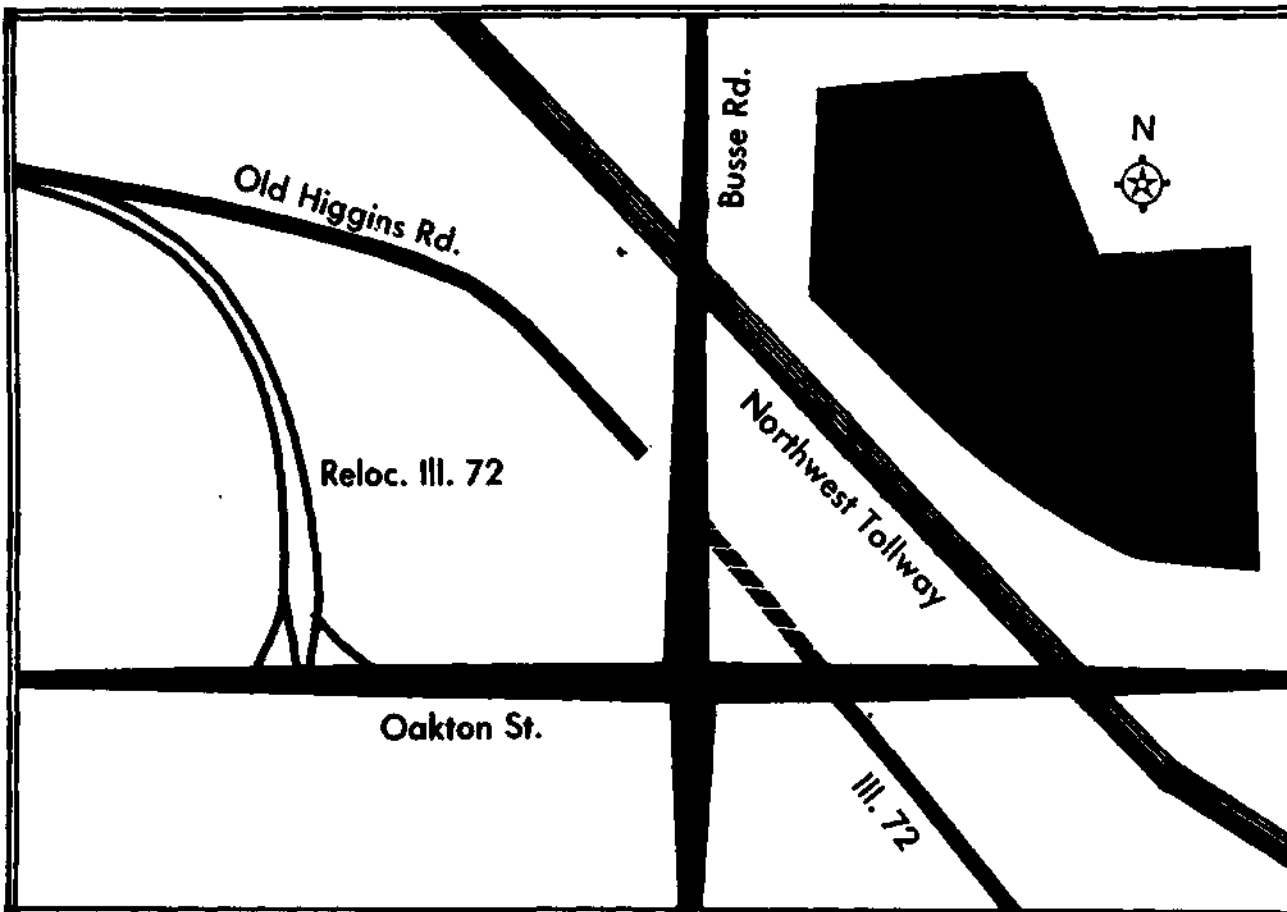 Busse Rd.
N
Old Higgins Rd.
Reloc. Ill. 72
Northwest Tollway
Oakton St.
Ill. 72